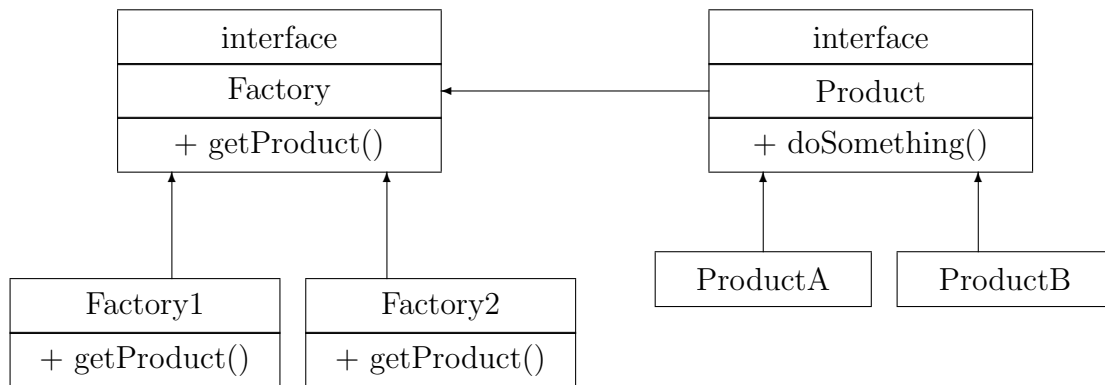 interface
Factory
+ getProduct()
interface
Product
+ doSomething()
Factory1
+ getProduct()
Factory2
+ getProduct()
ProductA
ProductB